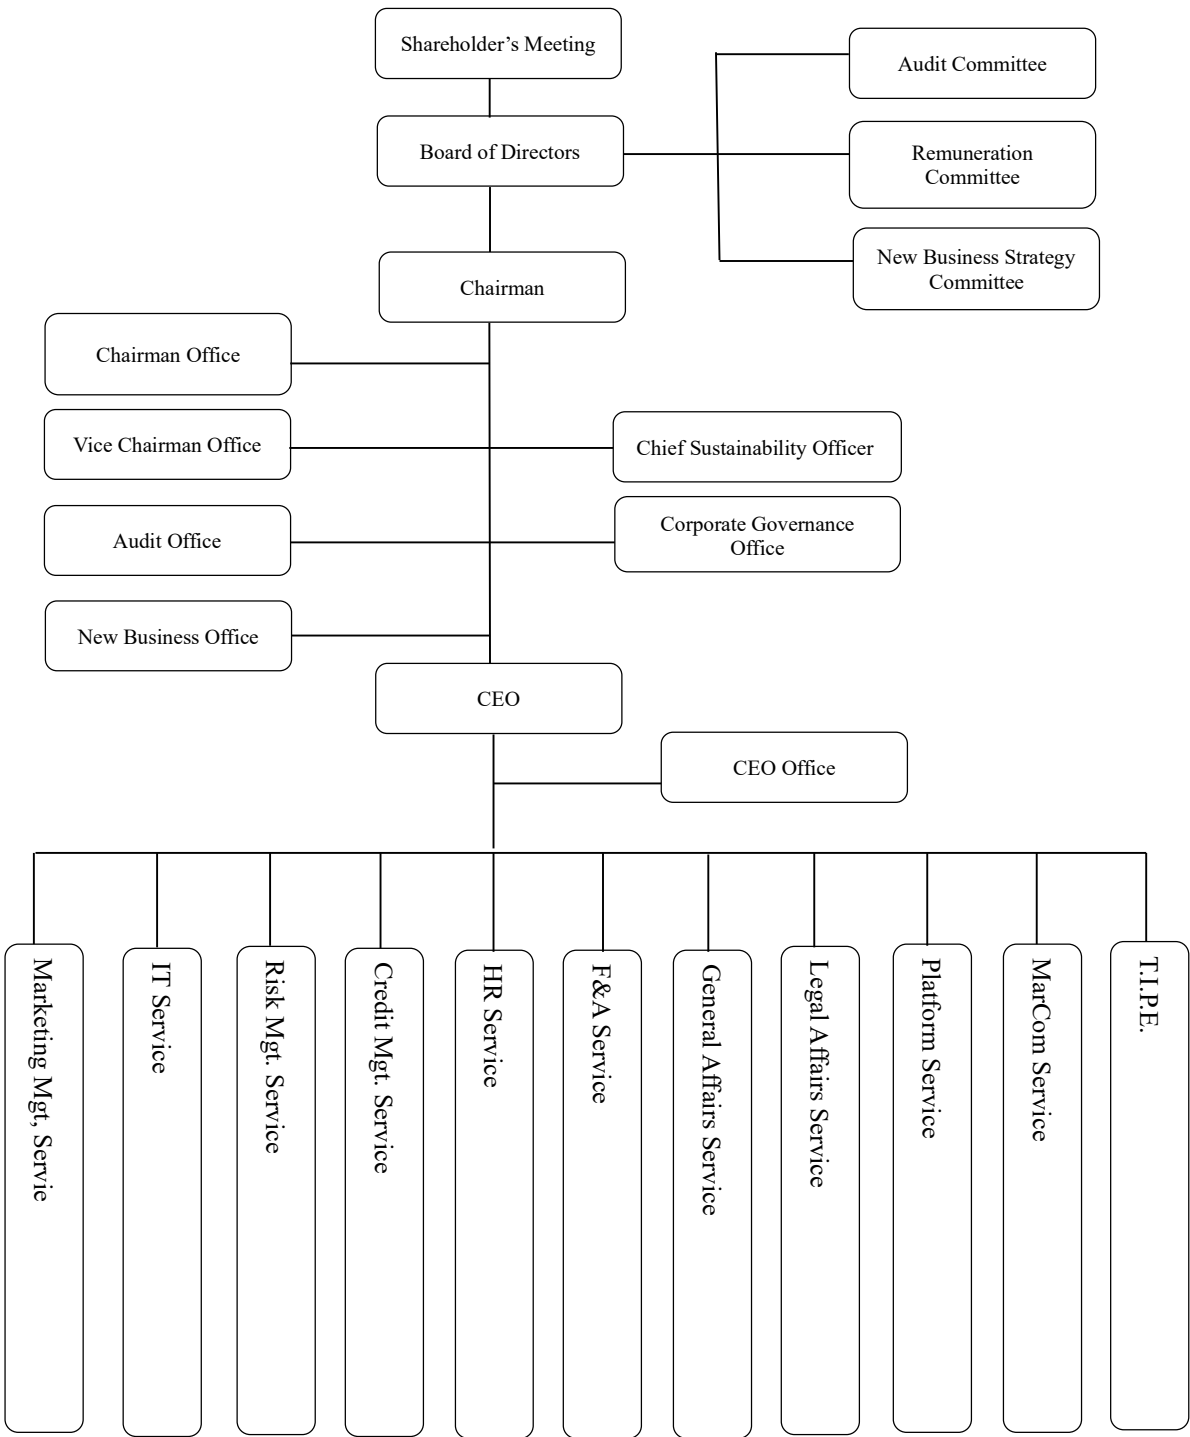 Shareholder’s Meeting
Audit Committee
Board of Directors
Remuneration
Committee
New Business Strategy
Committee
Chairman
Chairman Office
Vice Chairman Office
Chief Sustainability Officer
Audit Office
Corporate Governance
Office
New Business Office
CEO
CEO Office
Marketing Mgt, Servie
IT Service
Risk Mgt. Service
Credit Mgt. Service
HR Service
F&A Service
General Affairs Service
Legal Affairs Service
Platform Service
MarCom Service
T.I.P.E.